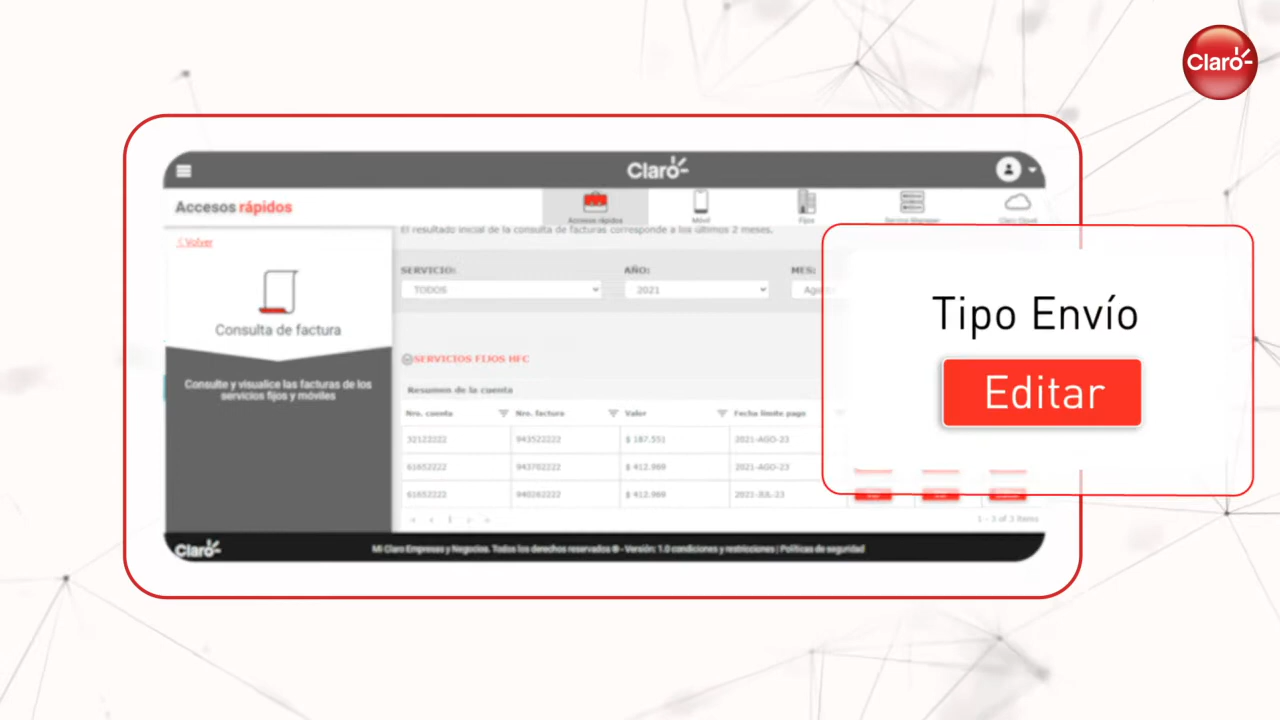 Claro
Claro
Accesos rápidos
Accesos rápidos
Móvil
Fijos
Service Manager
Claro Cloud
< Volver
El resultado inicial de la consulta de facturas corresponde a los últimos 2 meses.
SERVICIO:
AÑO:
MES:
TODOS
2021
Consulta de factura
Consulte y visualice las facturas de los
servicios fijos y móviles
Tipo Envío
Editar
SERVICIOS FIJOS HFC
Resumen de la cuenta
Nro. cuenta
Nro. factura
Valor
Fecha límite pago
32122222 943522222 $ 187.551 2021-AGO-23
61652222 943702222 $ 412.969 2021-AGO-23
61652222 940262222 $ 412.969 2021-JUL-23
1
1 - 3 of 3 items
Claro
Mi Claro Empresas y Negocios. Todos los derechos reservados ® - Versión: 1.0 condiciones y restricciones | Políticas de seguridad